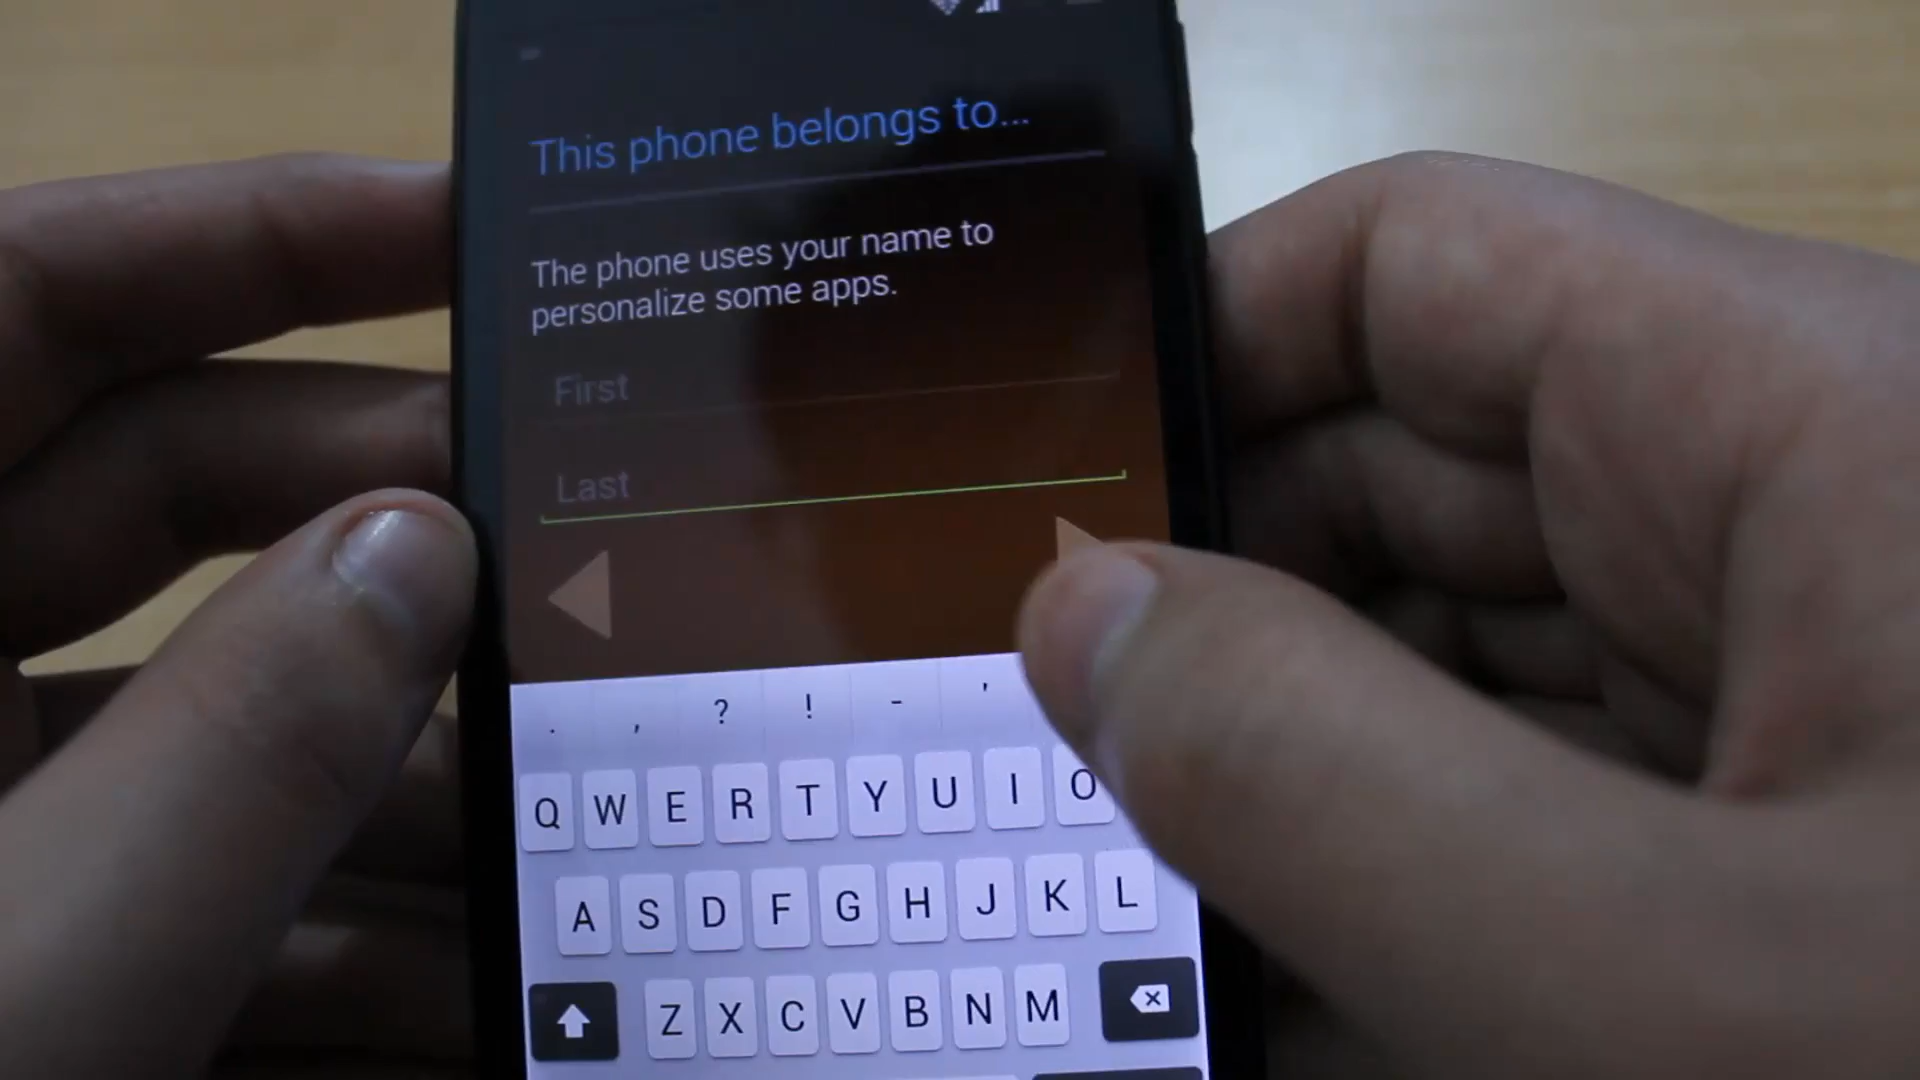 This phone belongs to...
The phone uses your name to
personalize some apps.
First
Last
. , ? ! - '
Q W E R T Y U I O
A S D F G H J K L
Z X C V B N M